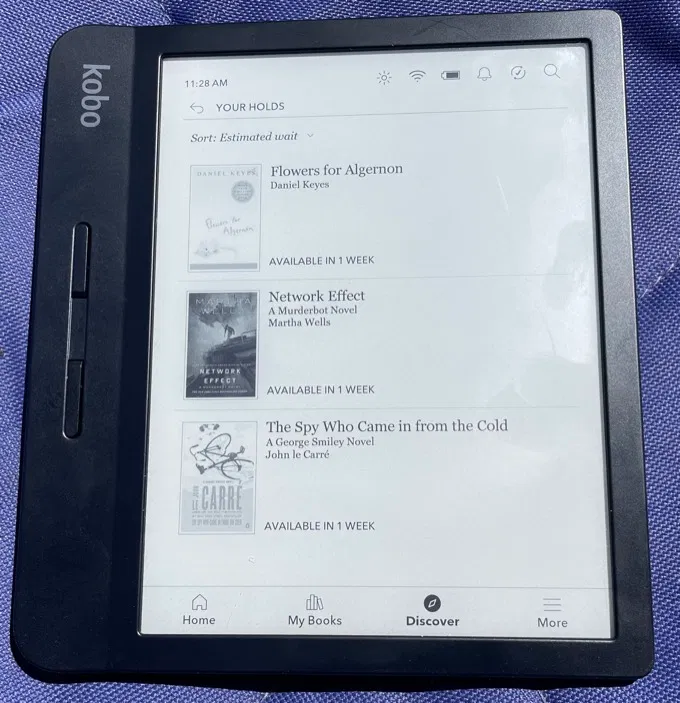 kobo
11:28 AM
YOUR HOLDS
Sort: Estimated wait
DANIEL KEYES
Flowers for
Algernon
Flowers for Algernon
Daniel Keyes
AVAILABLE IN 1 WEEK
MARTHA
WELLS
NETWORK
EFFECT
Network Effect
A Murderbot Novel
Martha Wells
AVAILABLE IN 1 WEEK
JOHN
LE CARRÉ
The Spy Who Came in from the Cold
A George Smiley Novel
John le Carré
AVAILABLE IN 1 WEEK
Home
My Books
Discover
More